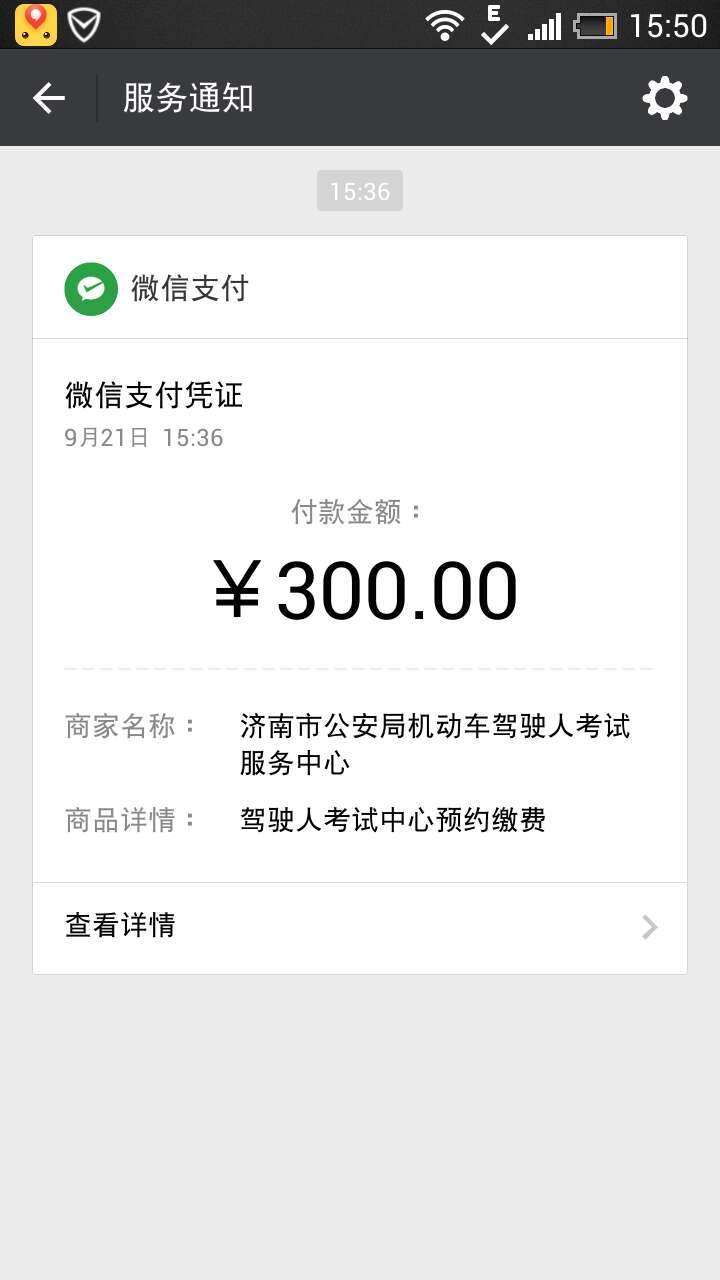 E
15:50
服务通知
15:36
微信支付
微信支付凭证
9月21日 15:36
付款金额：
￥300.00
商家名称： 济南市公安局机动车驾驶人考试
服务中心
商品详情： 驾驶人考试中心预约缴费
查看详情